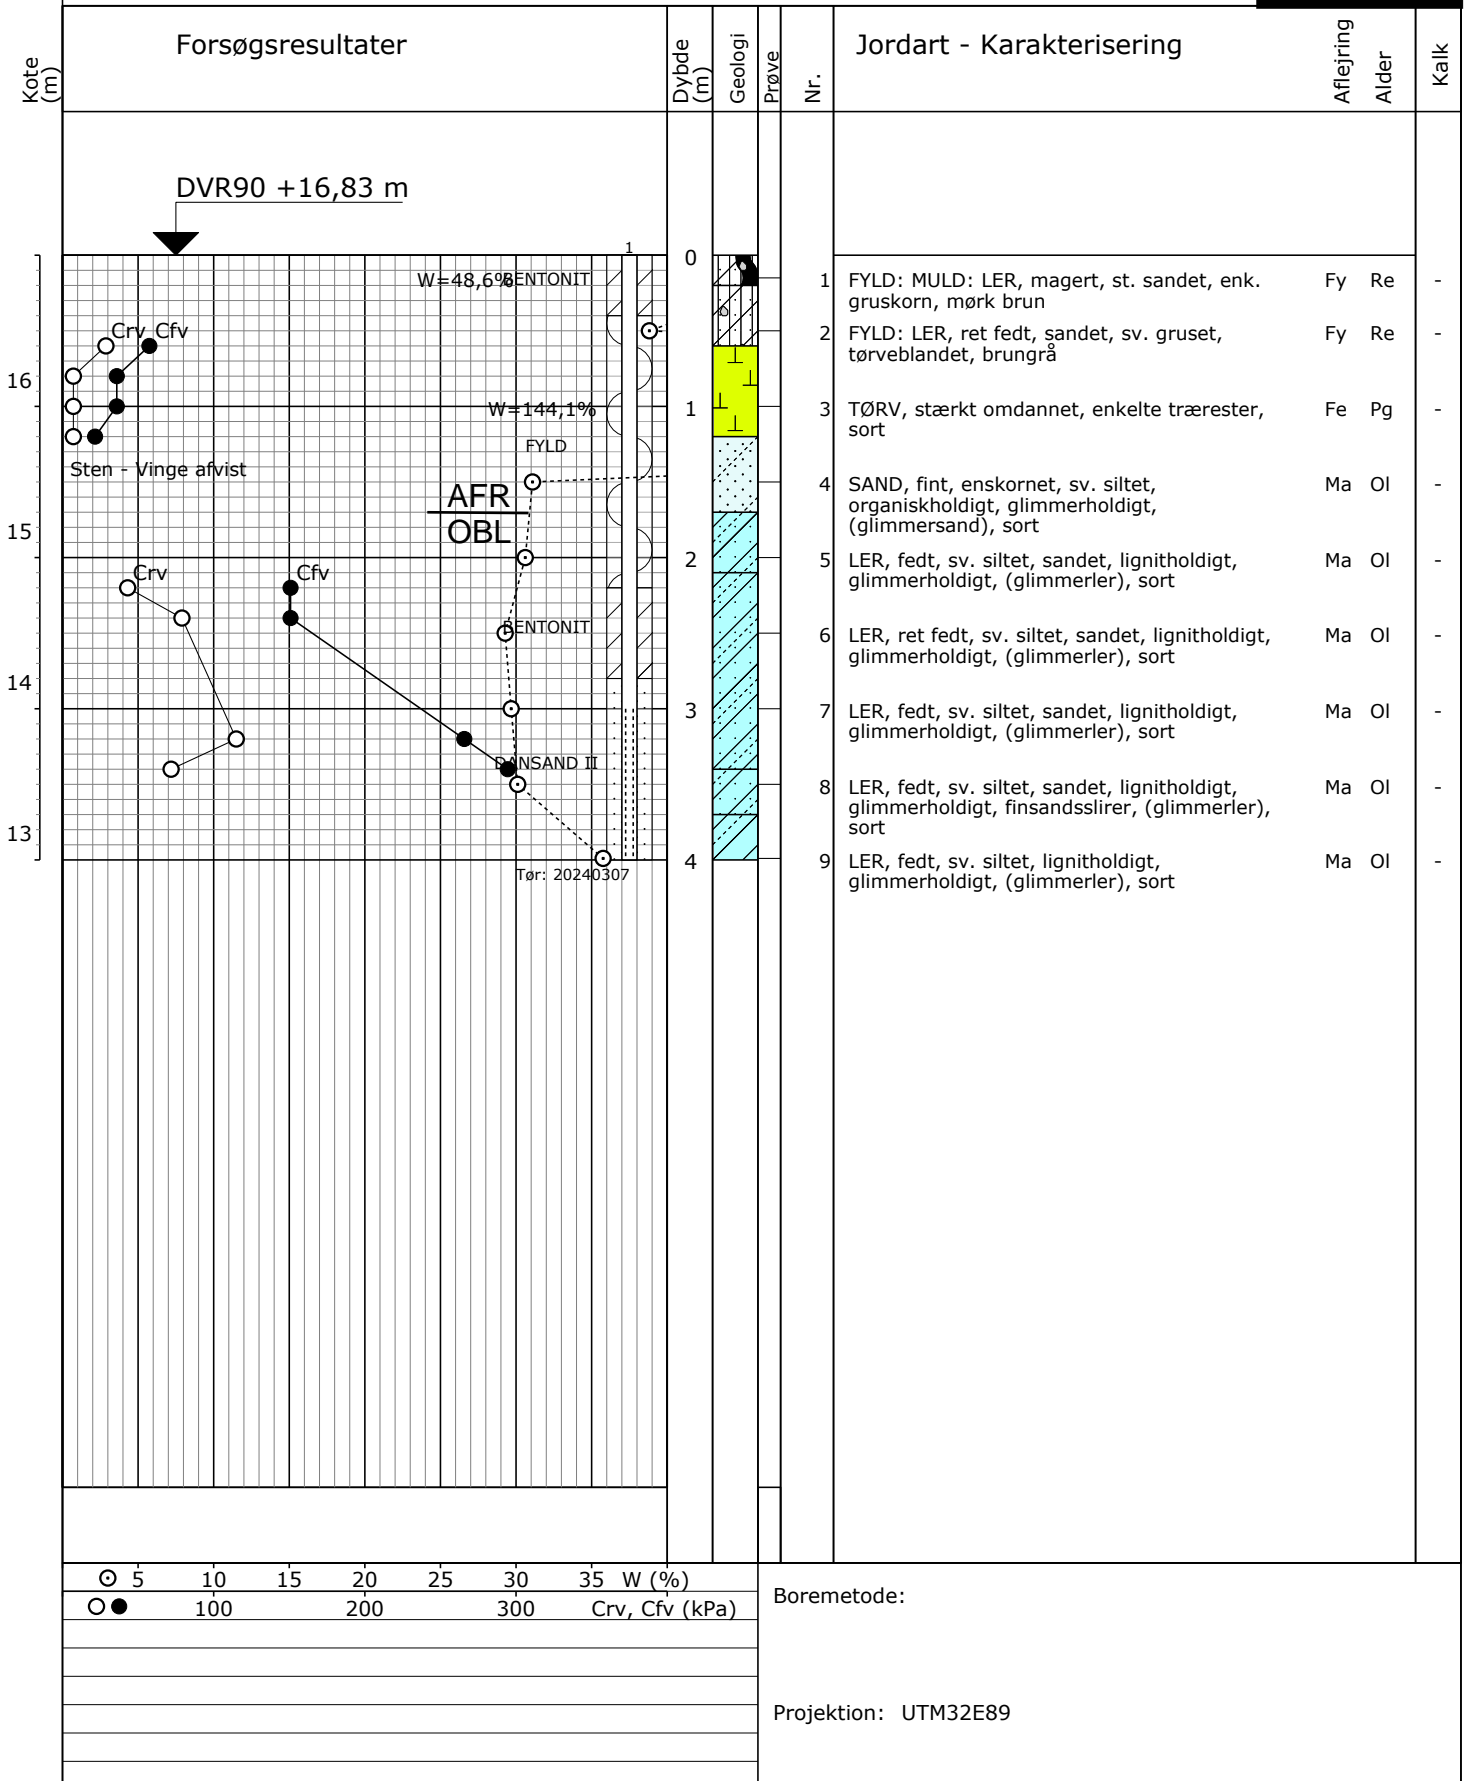 Kote
(m)
Forsøgsresultater
Dybde
(m)
Geologi
Prøve
Nr.
Jordart - Karakterisering
Aflejring
Alder
Kalk
DVR90 +16,83 m
1
0
W=48,6%
BENTONIT
1 FYLD: MULD: LER, magert, st. sandet, enk. Fy Re -
gruskorn, mørk brun
Crv Cfv
2 FYLD: LER, ret fedt, sandet, sv. gruset, Fy Re -
tørveblandet, brungrå
16
W=144,1%
1
3 TØRV, stærkt omdannet, enkelte trærester, Fe Pg -
sort
FYLD
Sten - Vinge afvist
AFR
OBL
4 SAND, fint, enskornet, sv. siltet, Ma Ol -
organiskholdigt, glimmerholdigt,
(glimmersand), sort
15
2
Crv Cfv
5 LER, fedt, sv. siltet, sandet, lignitholdigt, Ma Ol -
glimmerholdigt, (glimmerler), sort
BENTONIT
6 LER, ret fedt, sv. siltet, sandet, lignitholdigt, Ma Ol -
glimmerholdigt, (glimmerler), sort
14
3
7 LER, fedt, sv. siltet, sandet, lignitholdigt, Ma Ol -
glimmerholdigt, (glimmerler), sort
DANSAND II
8 LER, fedt, sv. siltet, sandet, lignitholdigt, Ma Ol -
glimmerholdigt, finsandsslirer, (glimmerler),
sort
13
4
9 LER, fedt, sv. siltet, lignitholdigt, Ma Ol -
glimmerholdigt, (glimmerler), sort
Tør: 20240307
5 10 15 20 25 30 35 W (%)
100 200 300 Crv, Cfv (kPa)
Boremetode:
Projektion: UTM32E89